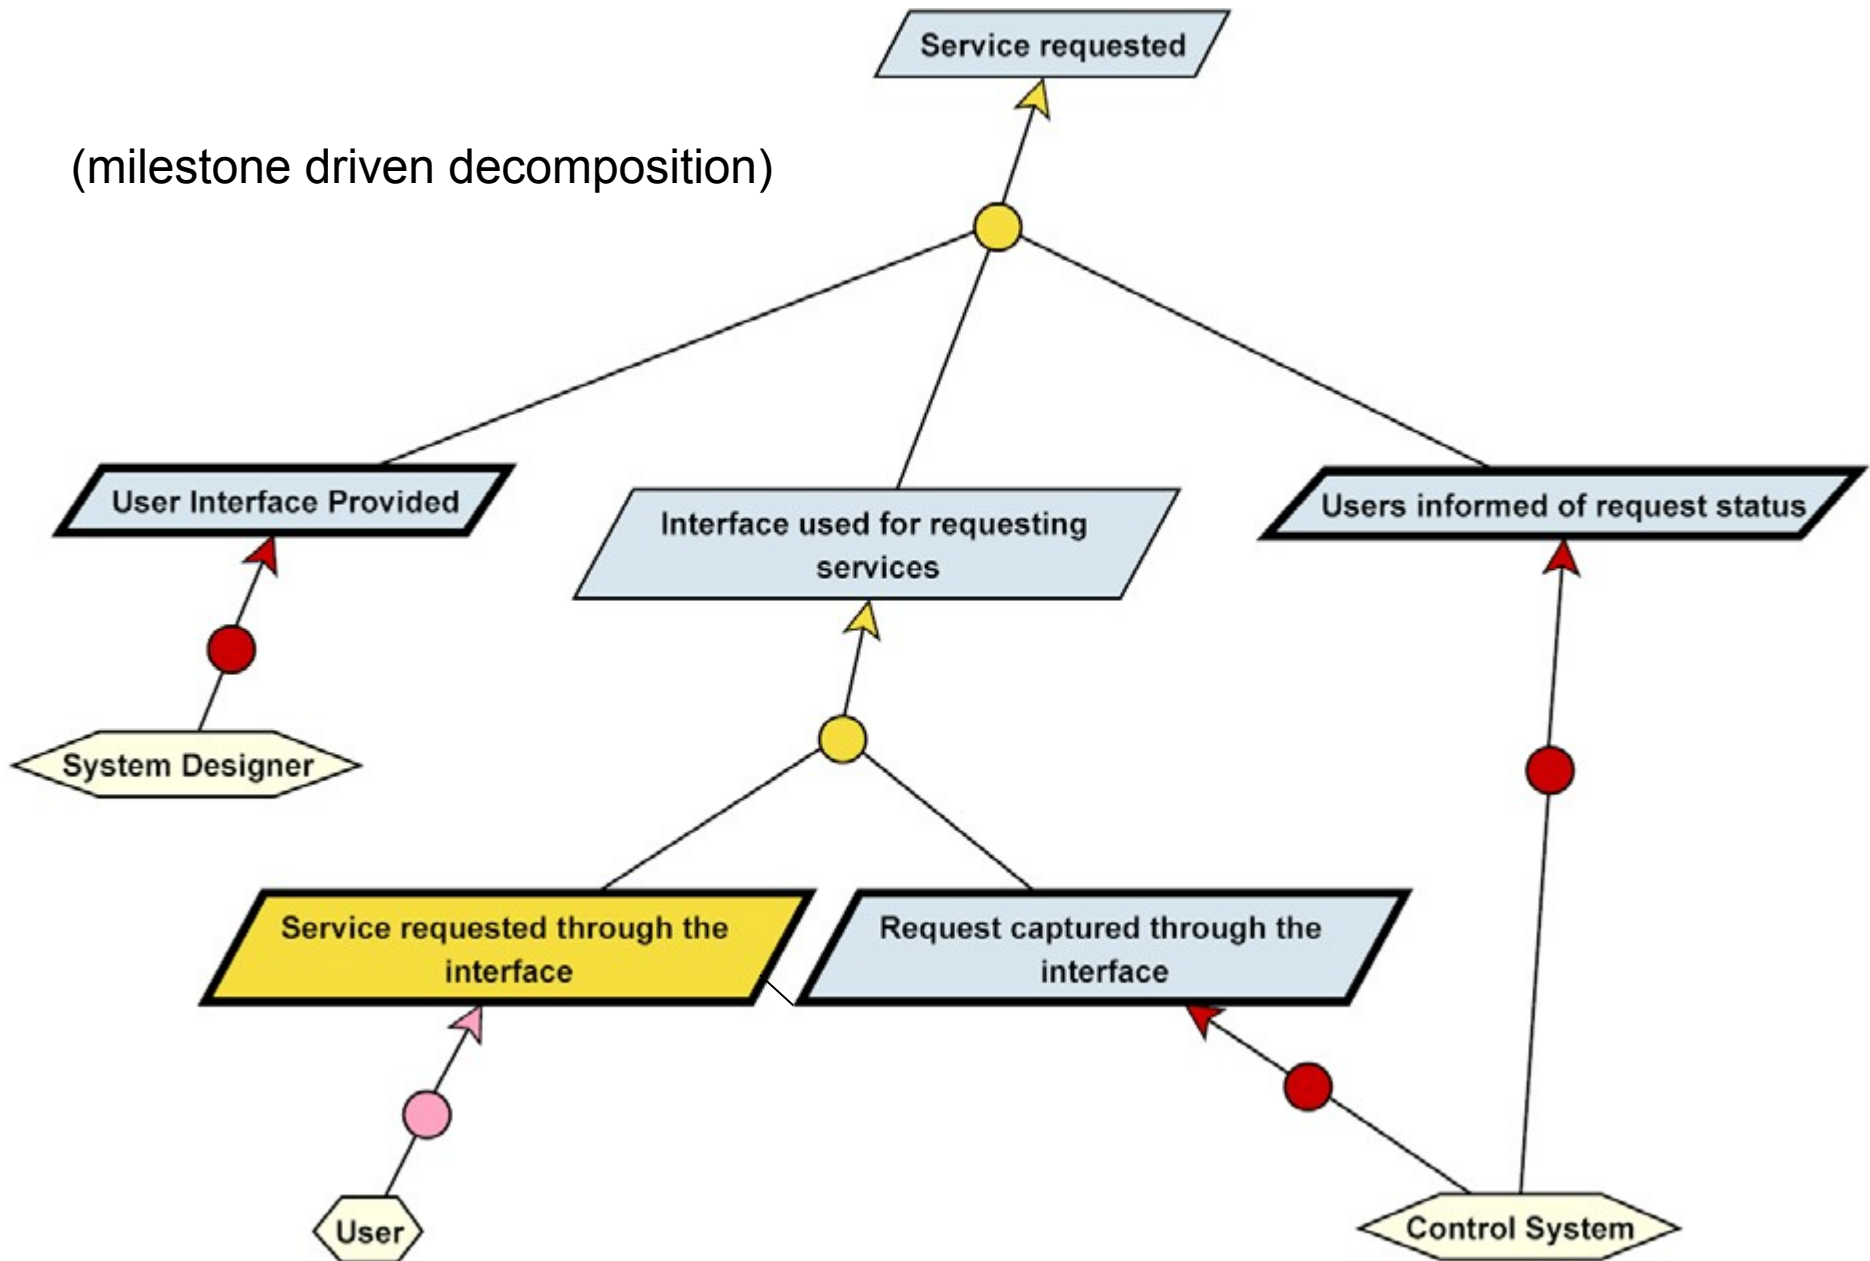 Service requested
(milestone driven decomposition)
User Interface Provided
Interface used for requesting
services
Users informed of request status
System Designer
Service requested through the
interface
Request captured through the
interface
User
Control System